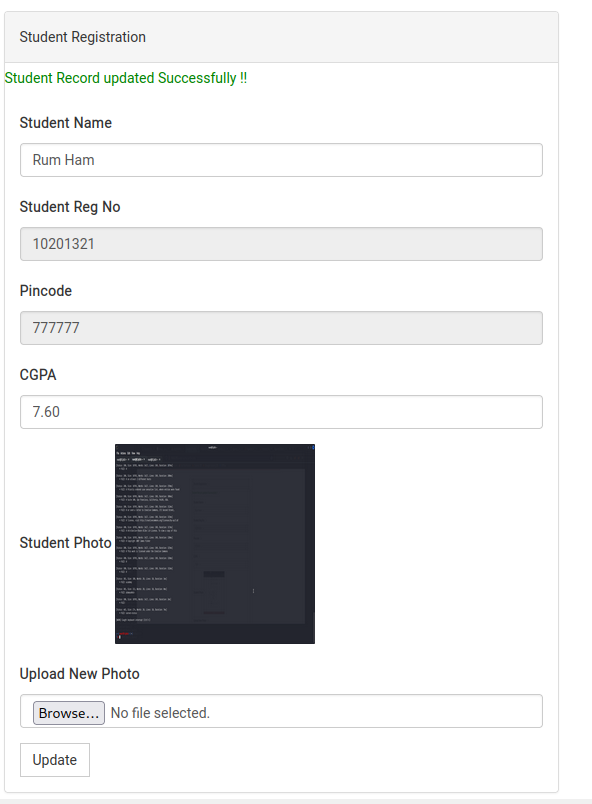 Student Registration
Student Record updated Successfully !!
Student Name
Rum Ham
Student Reg No
10201321
Pincode
777777
CGPA
7.60
Student Photo
Upload New Photo
Browse... No file selected.
Update